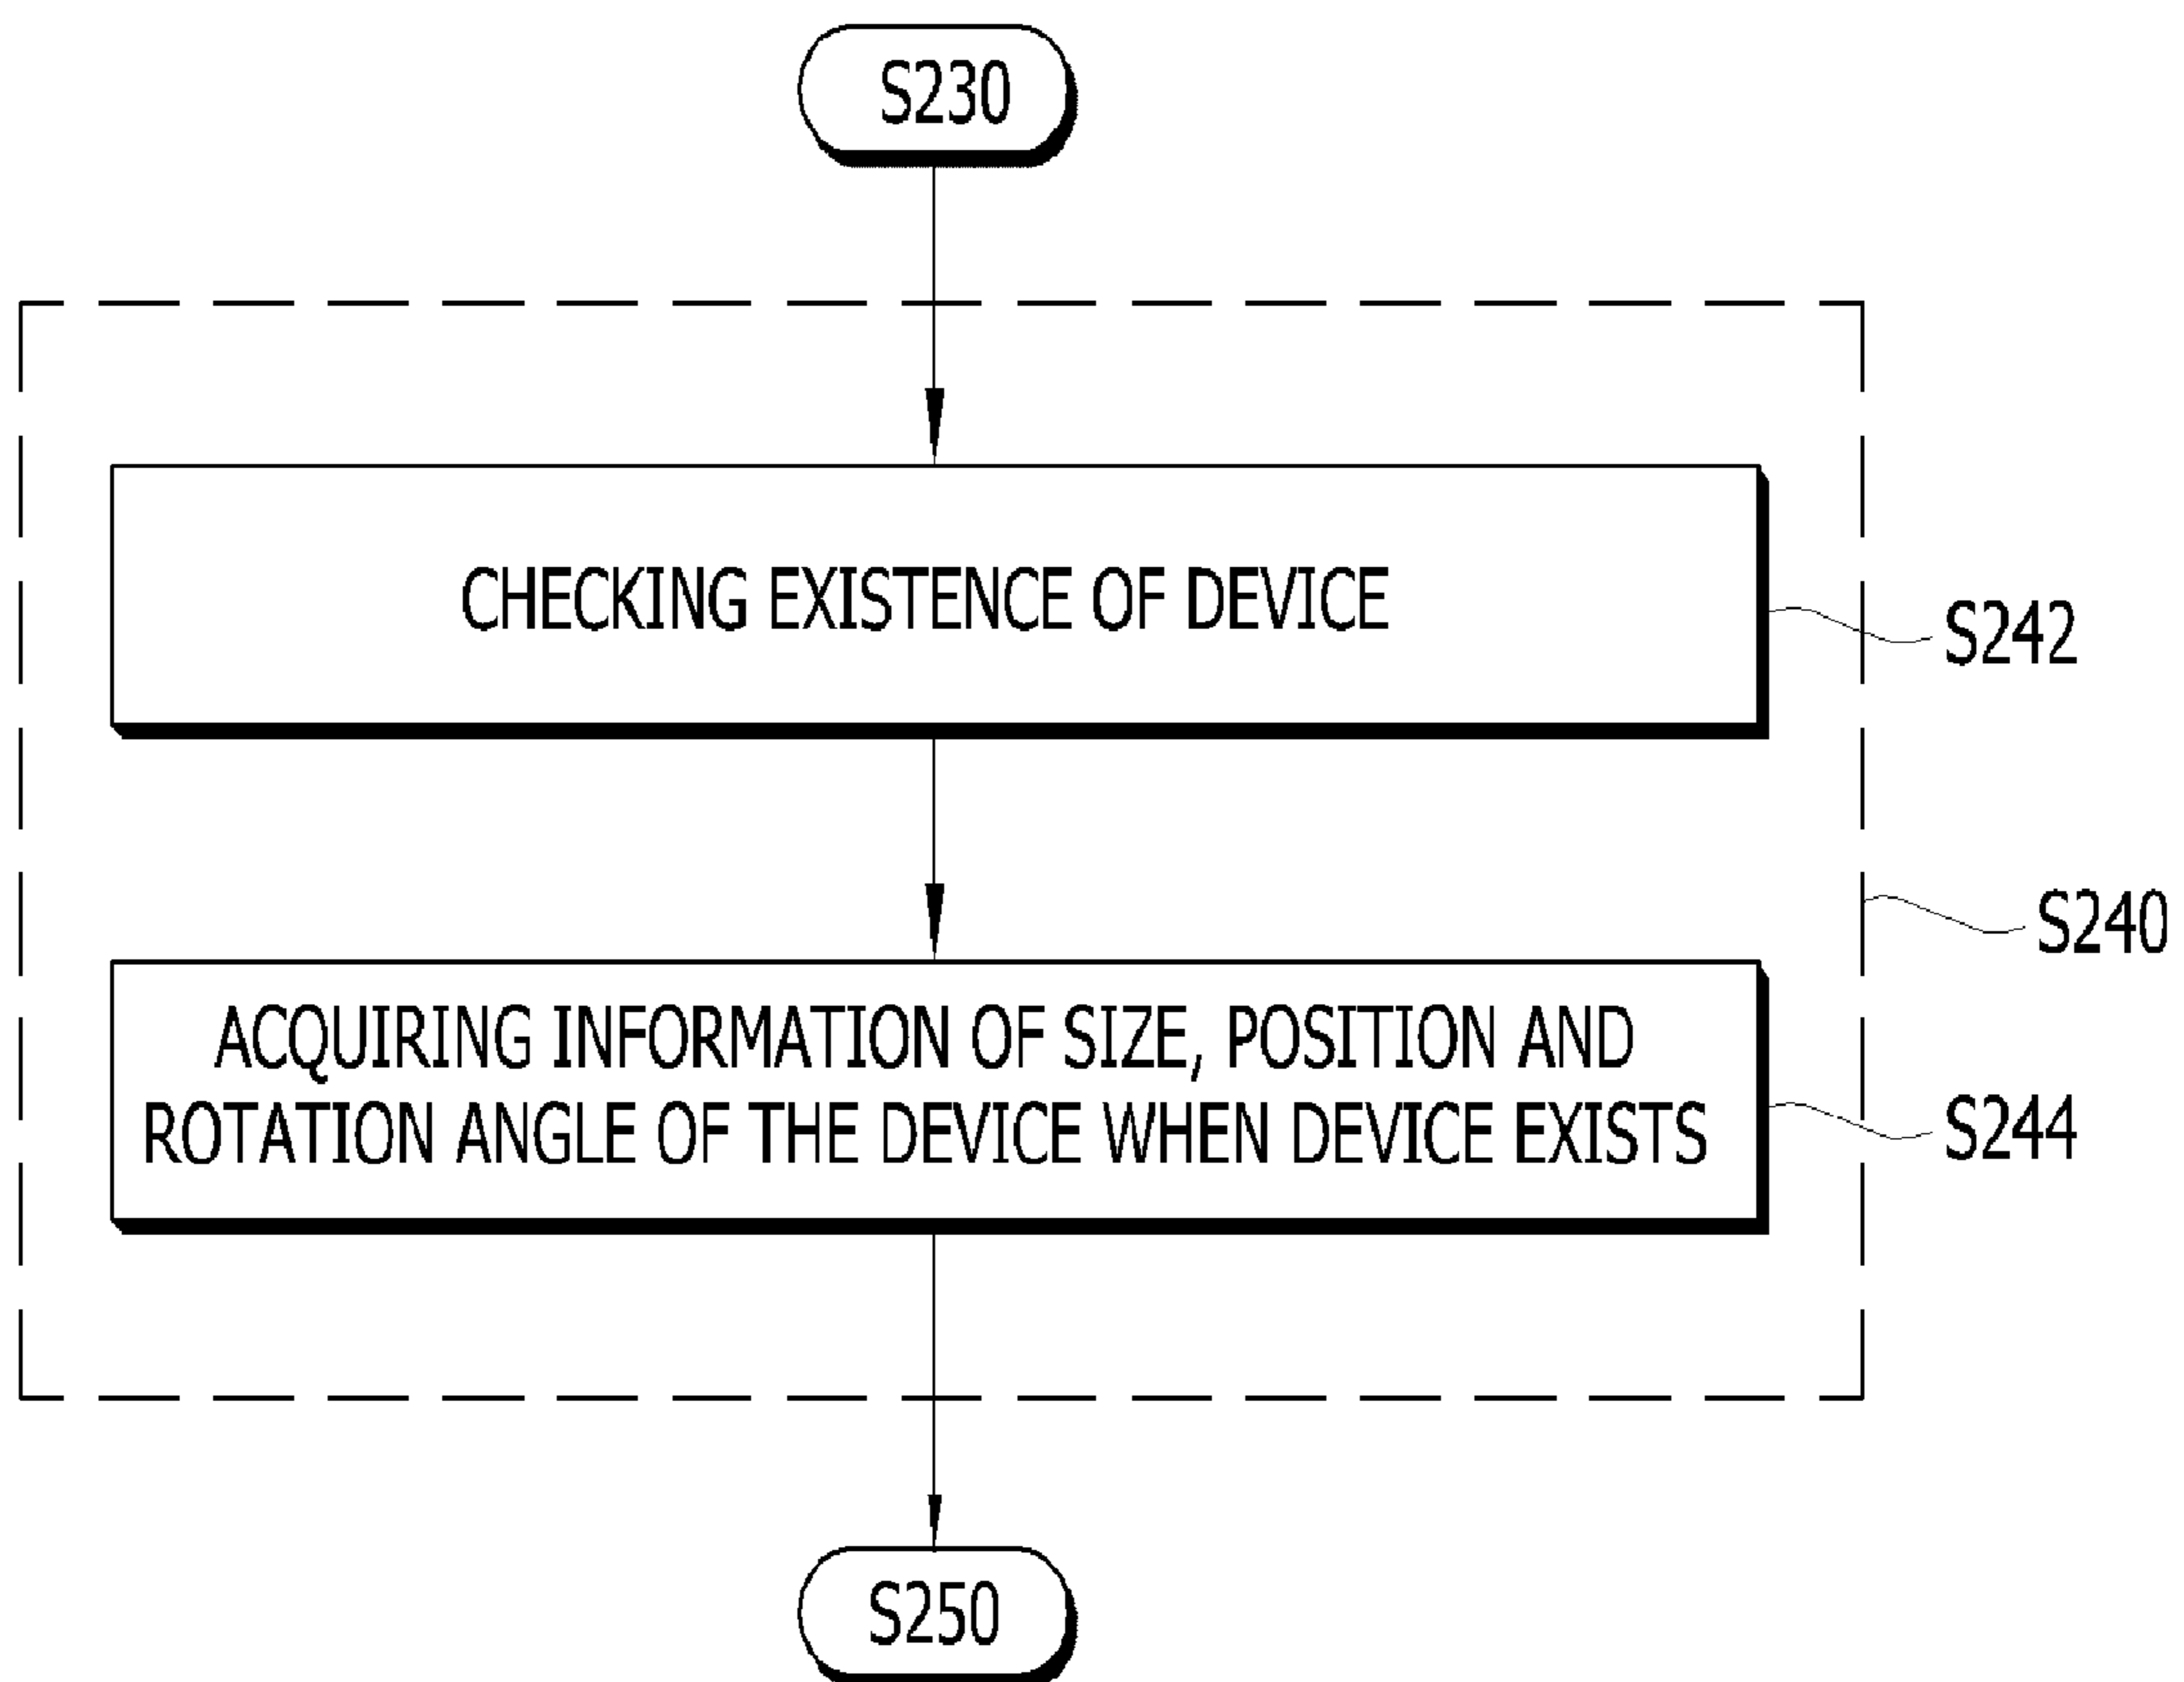 S230
CHECKING EXISTENCE OF DEVICE
S242
S240
ACQUIRING INFORMATION OF SIZE, POSITION AND
ROTATION ANGLE OF THE DEVICE WHEN DEVICE EXISTS
S244
S250